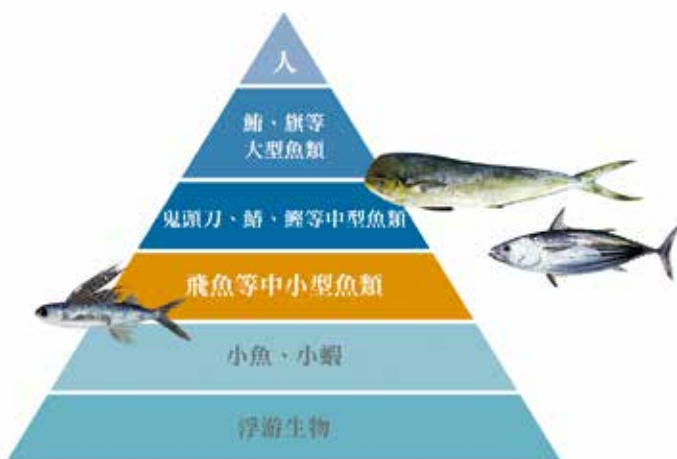 人
鮪、旗等
大型魚類
鬼頭刀、鰆、鰹等中型魚類
飛魚等中小型魚類
小魚、小蝦
浮游生物